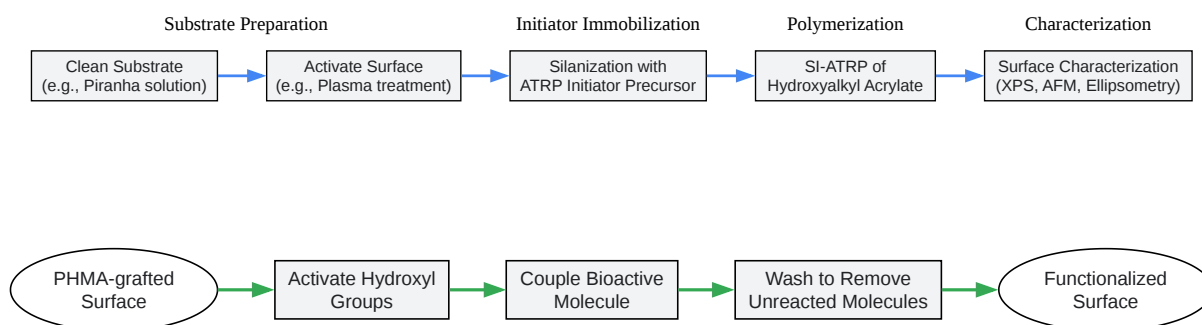 Substrate Preparation
Initiator Immobilization
Polymerization
Characterization
Clean Substrate
(e.g., Piranha solution)
Activate Surface
(e.g., Plasma treatment)
Silanization with
ATRP Initiator Precursor
SI-ATRP of
Hydroxyalkyl Acrylate
Surface Characterization
(XPS, AFM, Ellipsometry)
PHMA-grafted
Surface
Activate Hydroxyl
Groups
Couple Bioactive
Molecule
Wash to Remove
Unreacted Molecules
Functionalized
Surface